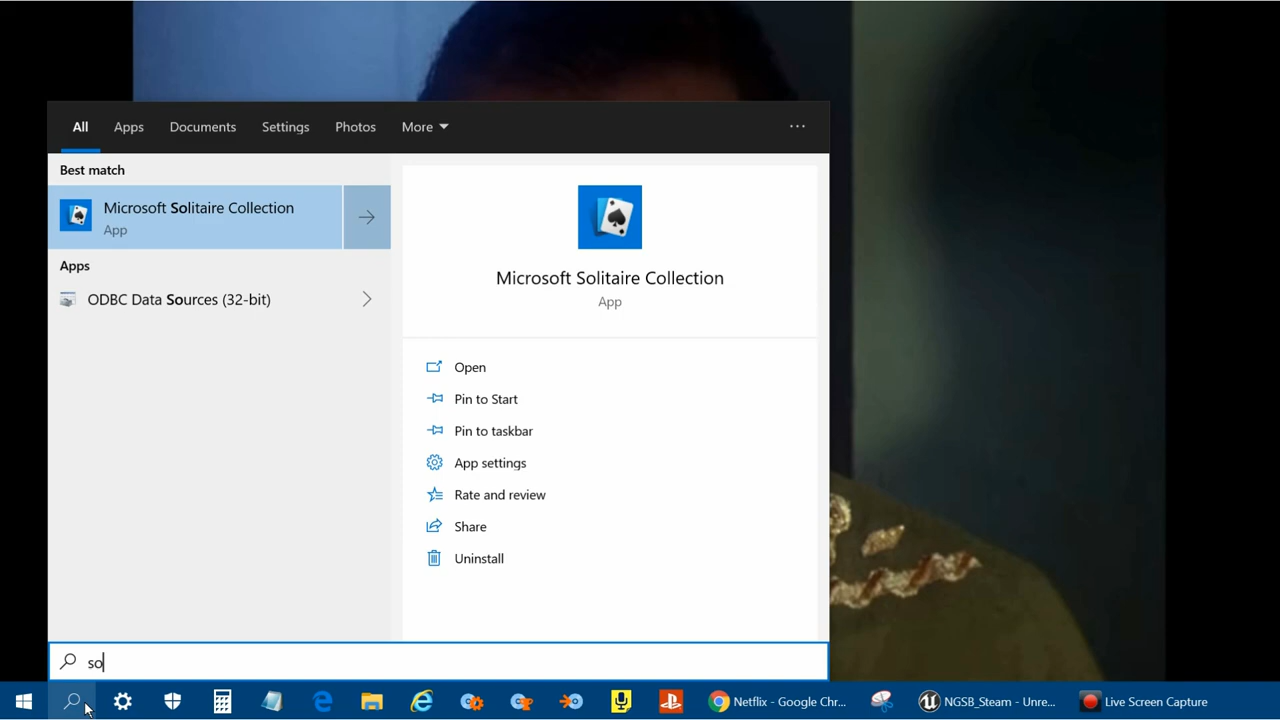 All Apps Documents Settings Photos More ...
Best match
Microsoft Solitaire Collection
App
Apps
ODBC Data Sources (32-bit)
Microsoft Solitaire Collection
App
Open
Pin to Start
Pin to taskbar
App settings
Rate and review
Share
Uninstall
so
Netflix - Google Chr... NGSB_Steam - Unre... Live Screen Capture